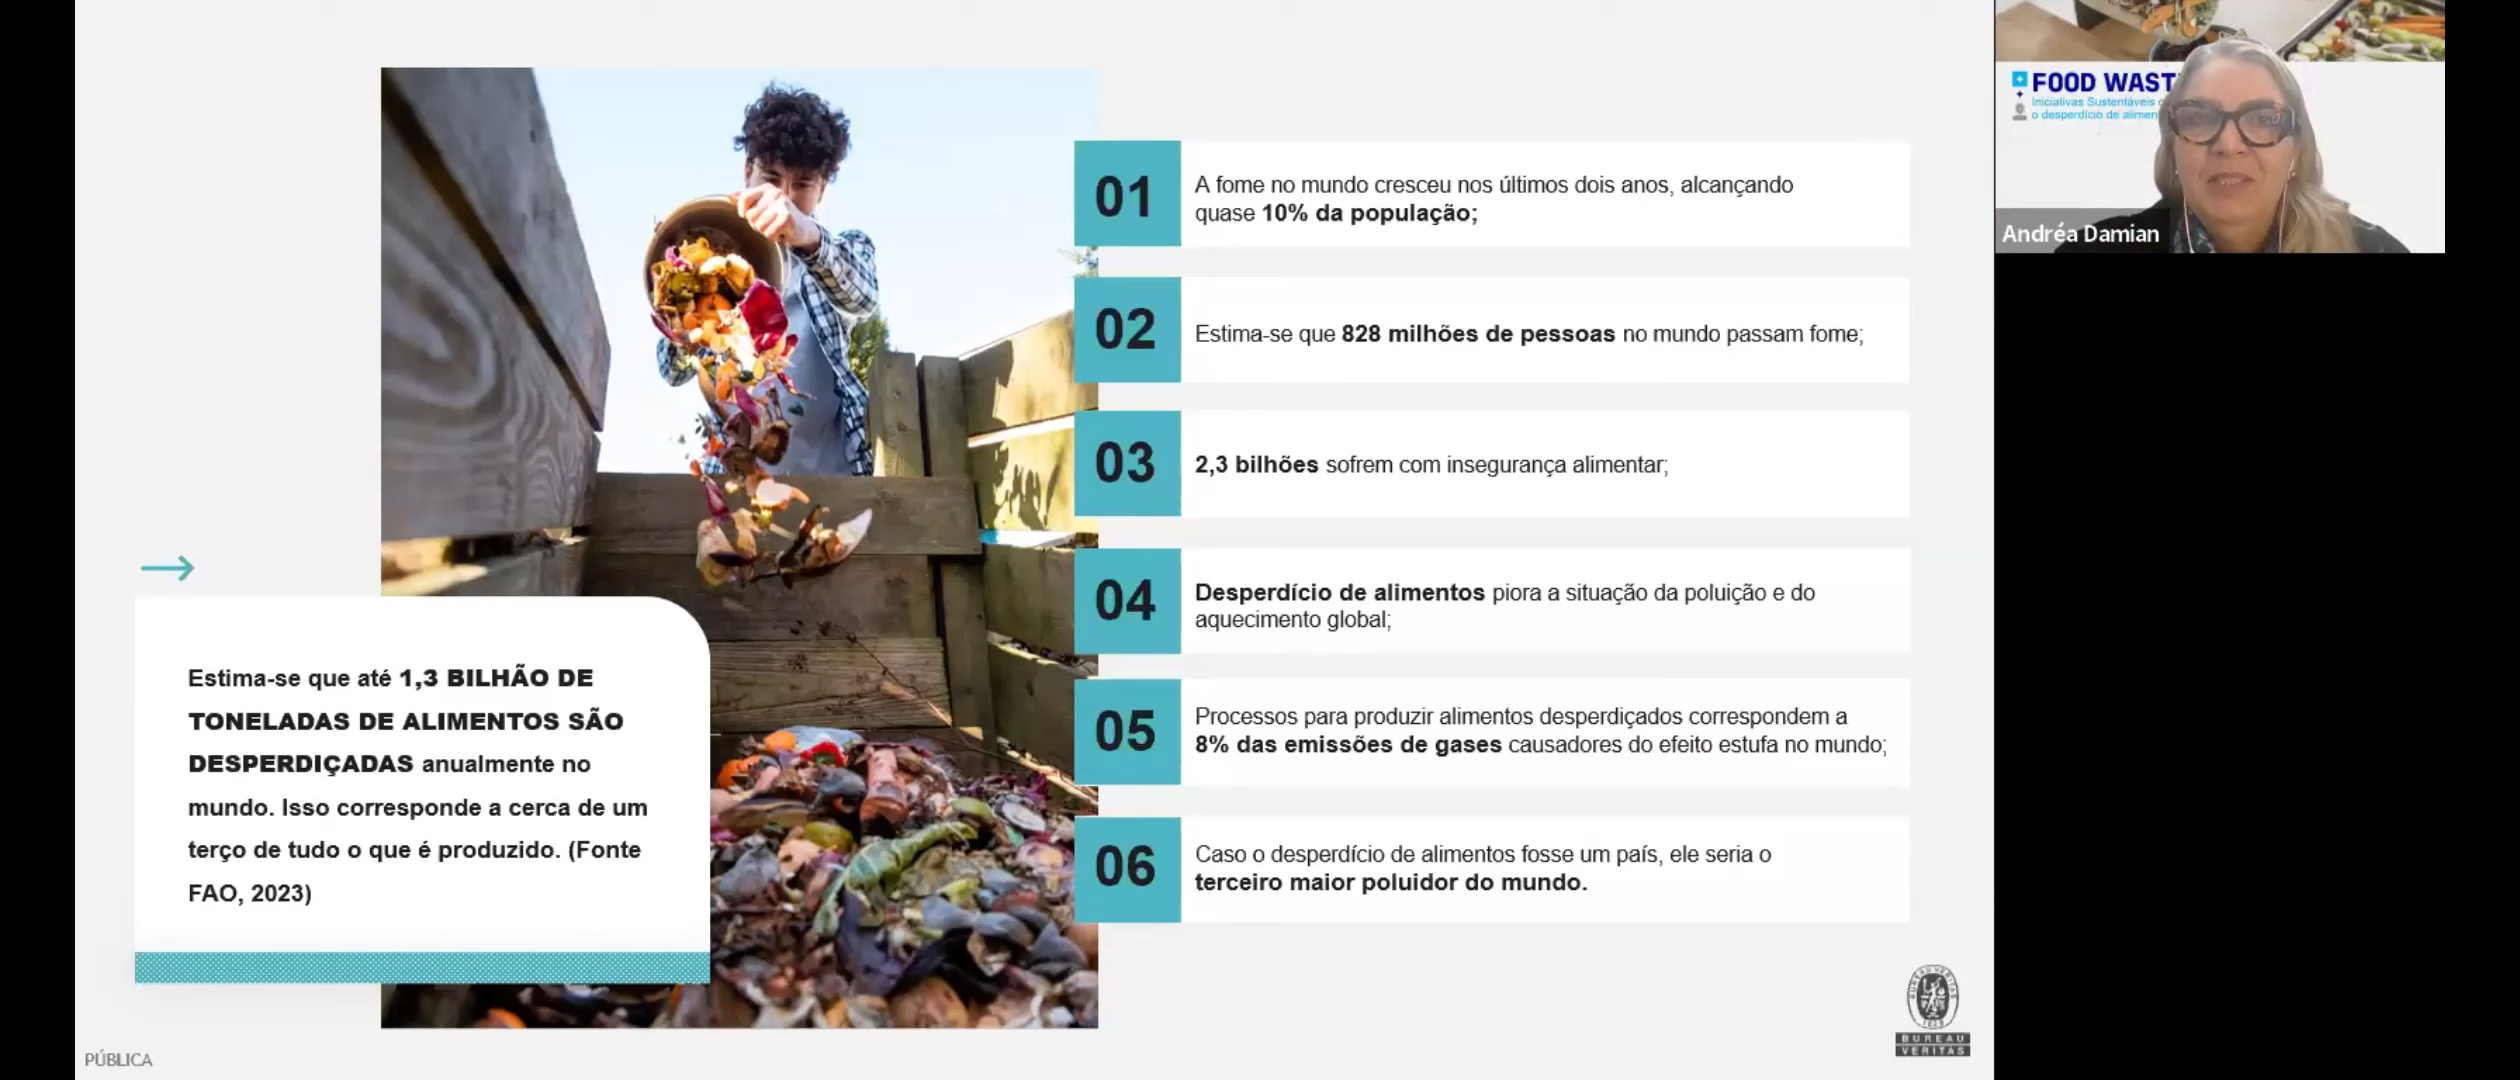 01
A fome no mundo cresceu nos últimos dois anos, alcançando
quase 10% da população;
02
Estima-se que 828 milhões de pessoas no mundo passam fome;
03
2,3 bilhões sofrem com insegurança alimentar;
04
Desperdício de alimentos piora a situação da poluição e do
aquecimento global;
05
Processos para produzir alimentos desperdiçados correspondem a
8% das emissões de gases causadores do efeito estufa no mundo;
06
Caso o desperdício de alimentos fosse um país, ele seria o
terceiro maior poluidor do mundo.
Estima-se que até 1,3 BILHÃO DE
TONELADAS DE ALIMENTOS SÃO
DESPERDIÇADAS anualmente no
mundo. Isso corresponde a cerca de um
terço de tudo o que é produzido. (Fonte
FAO, 2023)
PÚBLICA
BUREAU VERITAS
1828
BUREAU
VERITAS
FOOD WAST
Iniciativas Sustentáveis
o desperdício de alimen
Andréa Damian